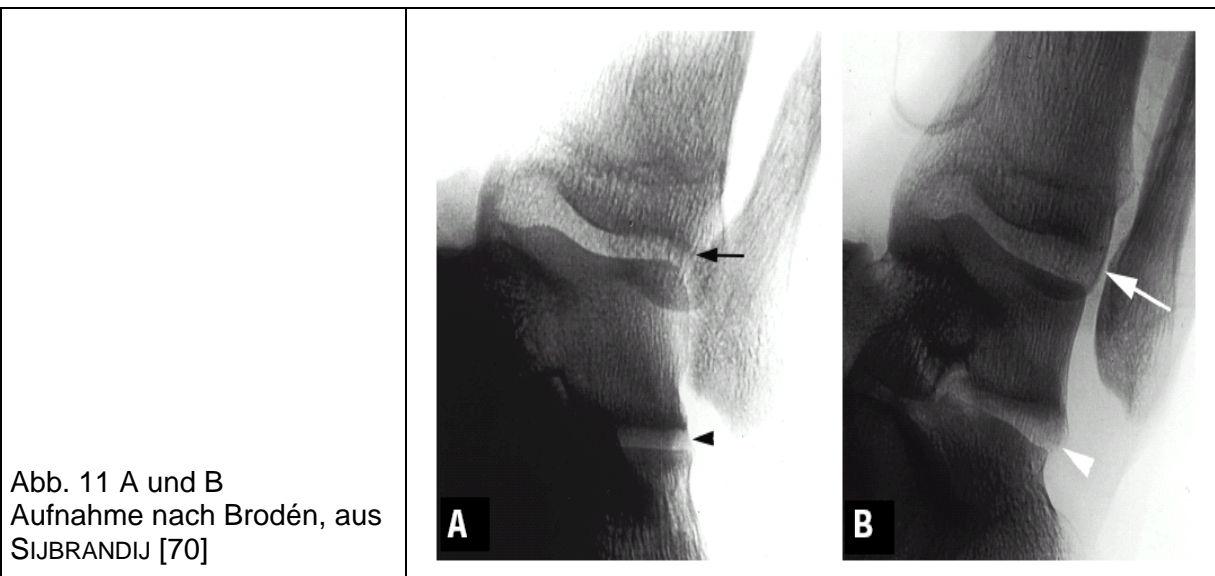 Abb. 11 A und B
Aufnahme nach Brodén, aus
SIJBRANDIJ [70]
A
B